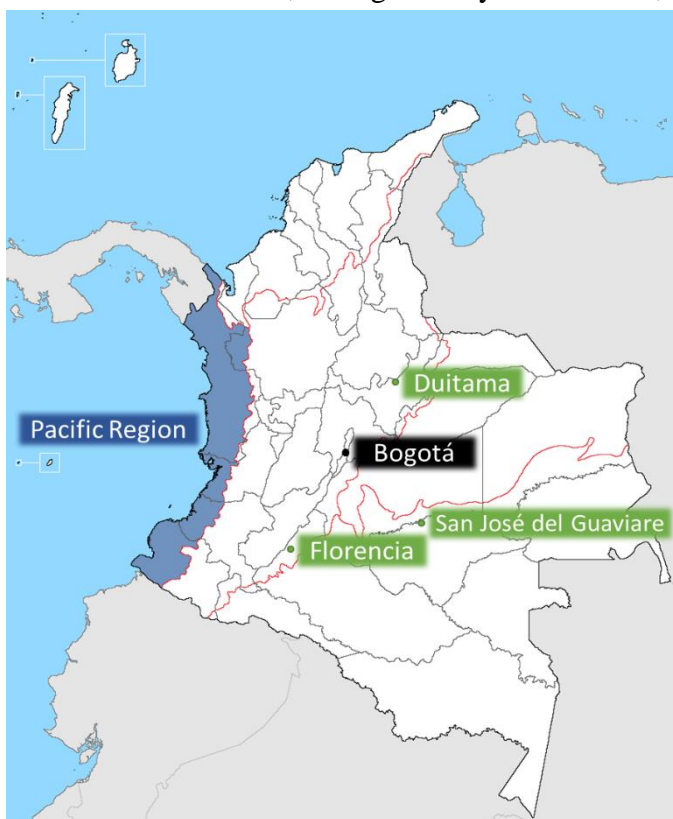 Duitama
Pacific Region
Bogotá
San José del Guaviare
Florencia